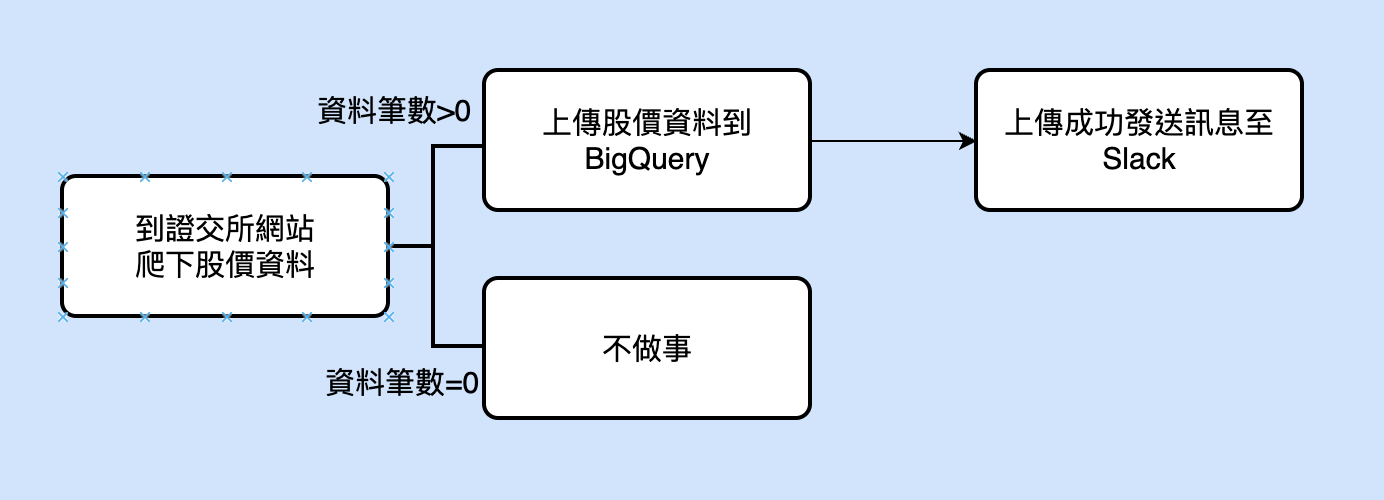 資料筆數>0
上傳股價資料到
BigQuery
上傳成功發送訊息至
Slack
到證交所網站
爬下股價資料
不做事
資料筆數=0